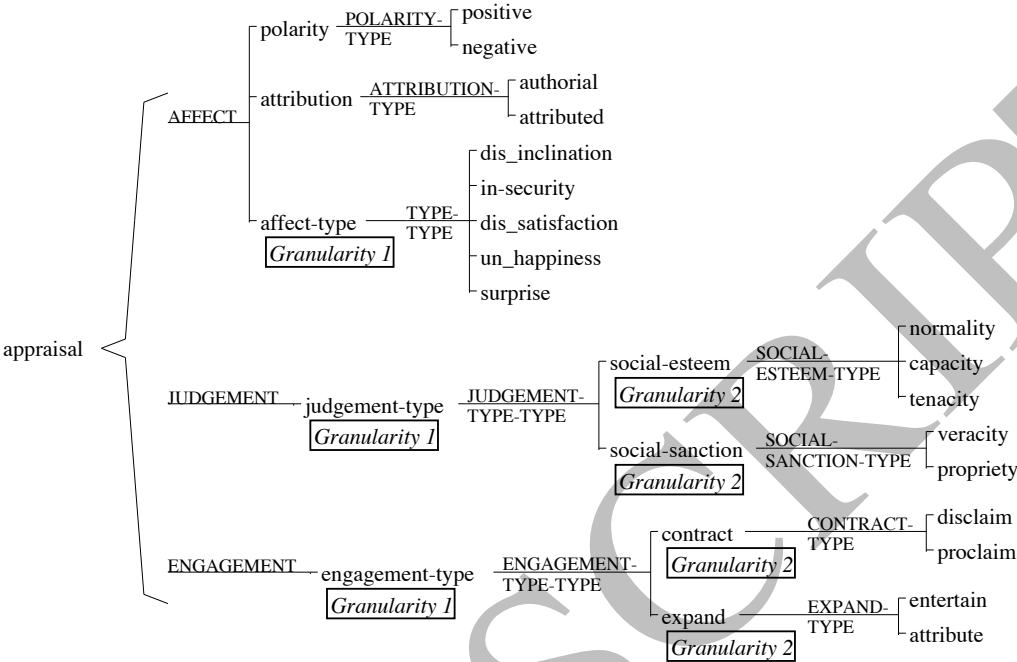 appraisal
AFFECT
polarity
POLARITY-
TYPE
positive
negative
attribution
ATTRIBUTION-
TYPE
authorial
attributed
affect-type
Granularity 1
TYPE-
TYPE
dis_inclination
in-security
dis_satisfaction
un_happiness
surprise
JUDGEMENT
judgement-type
Granularity 1
JUDGEMENT-
TYPE-TYPE
social-esteem
Granularity 2
SOCIAL-
ESTEEM-TYPE
normality
capacity
tenacity
social-sanction
Granularity 2
SOCIAL-
SANCTION-TYPE
veracity
propriety
ENGAGEMENT
engagement-type
Granularity 1
ENGAGEMENT-
TYPE-TYPE
contract
Granularity 2
CONTRACT-
TYPE
disclaim
proclaim
expand
Granularity 2
EXPAND-
TYPE
entertain
attribute
SCRIP